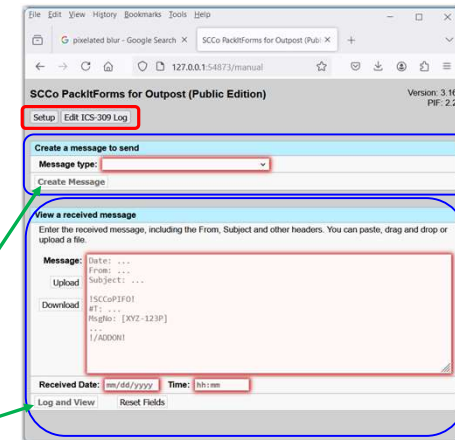 File Edit View History Bookmarks Tools Help
pixelated blur - Google Search × SCCo PackItForms for Outpost (Publ × +
127.0.0.1:54873/manual
SCCo PackItForms for Outpost (Public Edition)
Version: 3.16
PIF: 2.2
Setup Edit ICS-309 Log
Create a message to send
Message type:
Create Message
View a received message
Enter the received message, including the From, Subject and other headers. You can paste, drag and drop or
upload a file.
Message:
Upload
Download
Date: ...
From: ...
Subject: ...
!SCCoPIFO!
#T: ...
MsgNo: [XYZ-123P]
...
!/ADDON!
Received Date: mm/dd/yyyy Time: hh:mm
Log and View Reset Fields